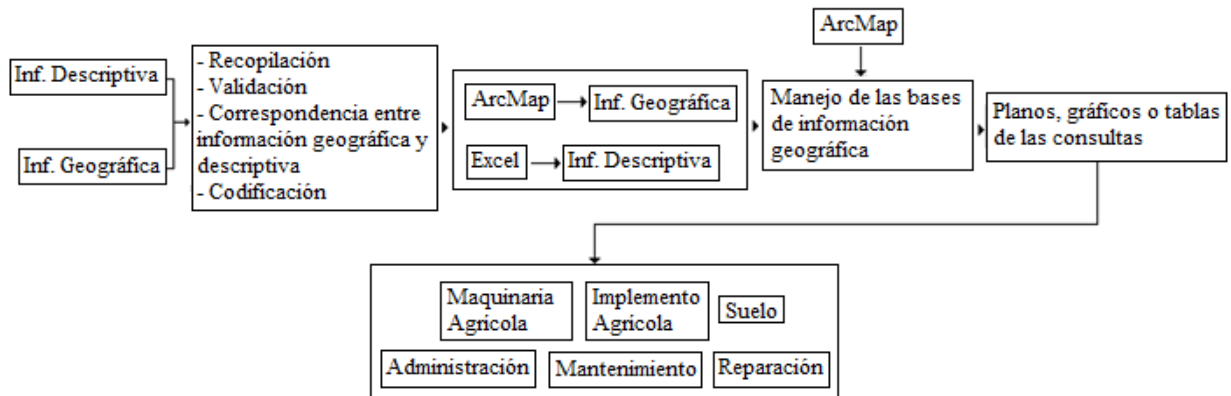 Inf. Descriptiva
Inf. Geográfica
- Recopilación
- Validación
- Correspondencia entre
información geográfica y
descriptiva
- Codificación
ArcMap
Inf. Geográfica
Excel
Inf. Descriptiva
ArcMap
Manejo de las bases
de información
geográfica
Planos, gráficos o tablas
de las consultas
Maquinaria
Agrícola
Implemento
Agrícola
Suelo
Administración
Mantenimiento
Reparación